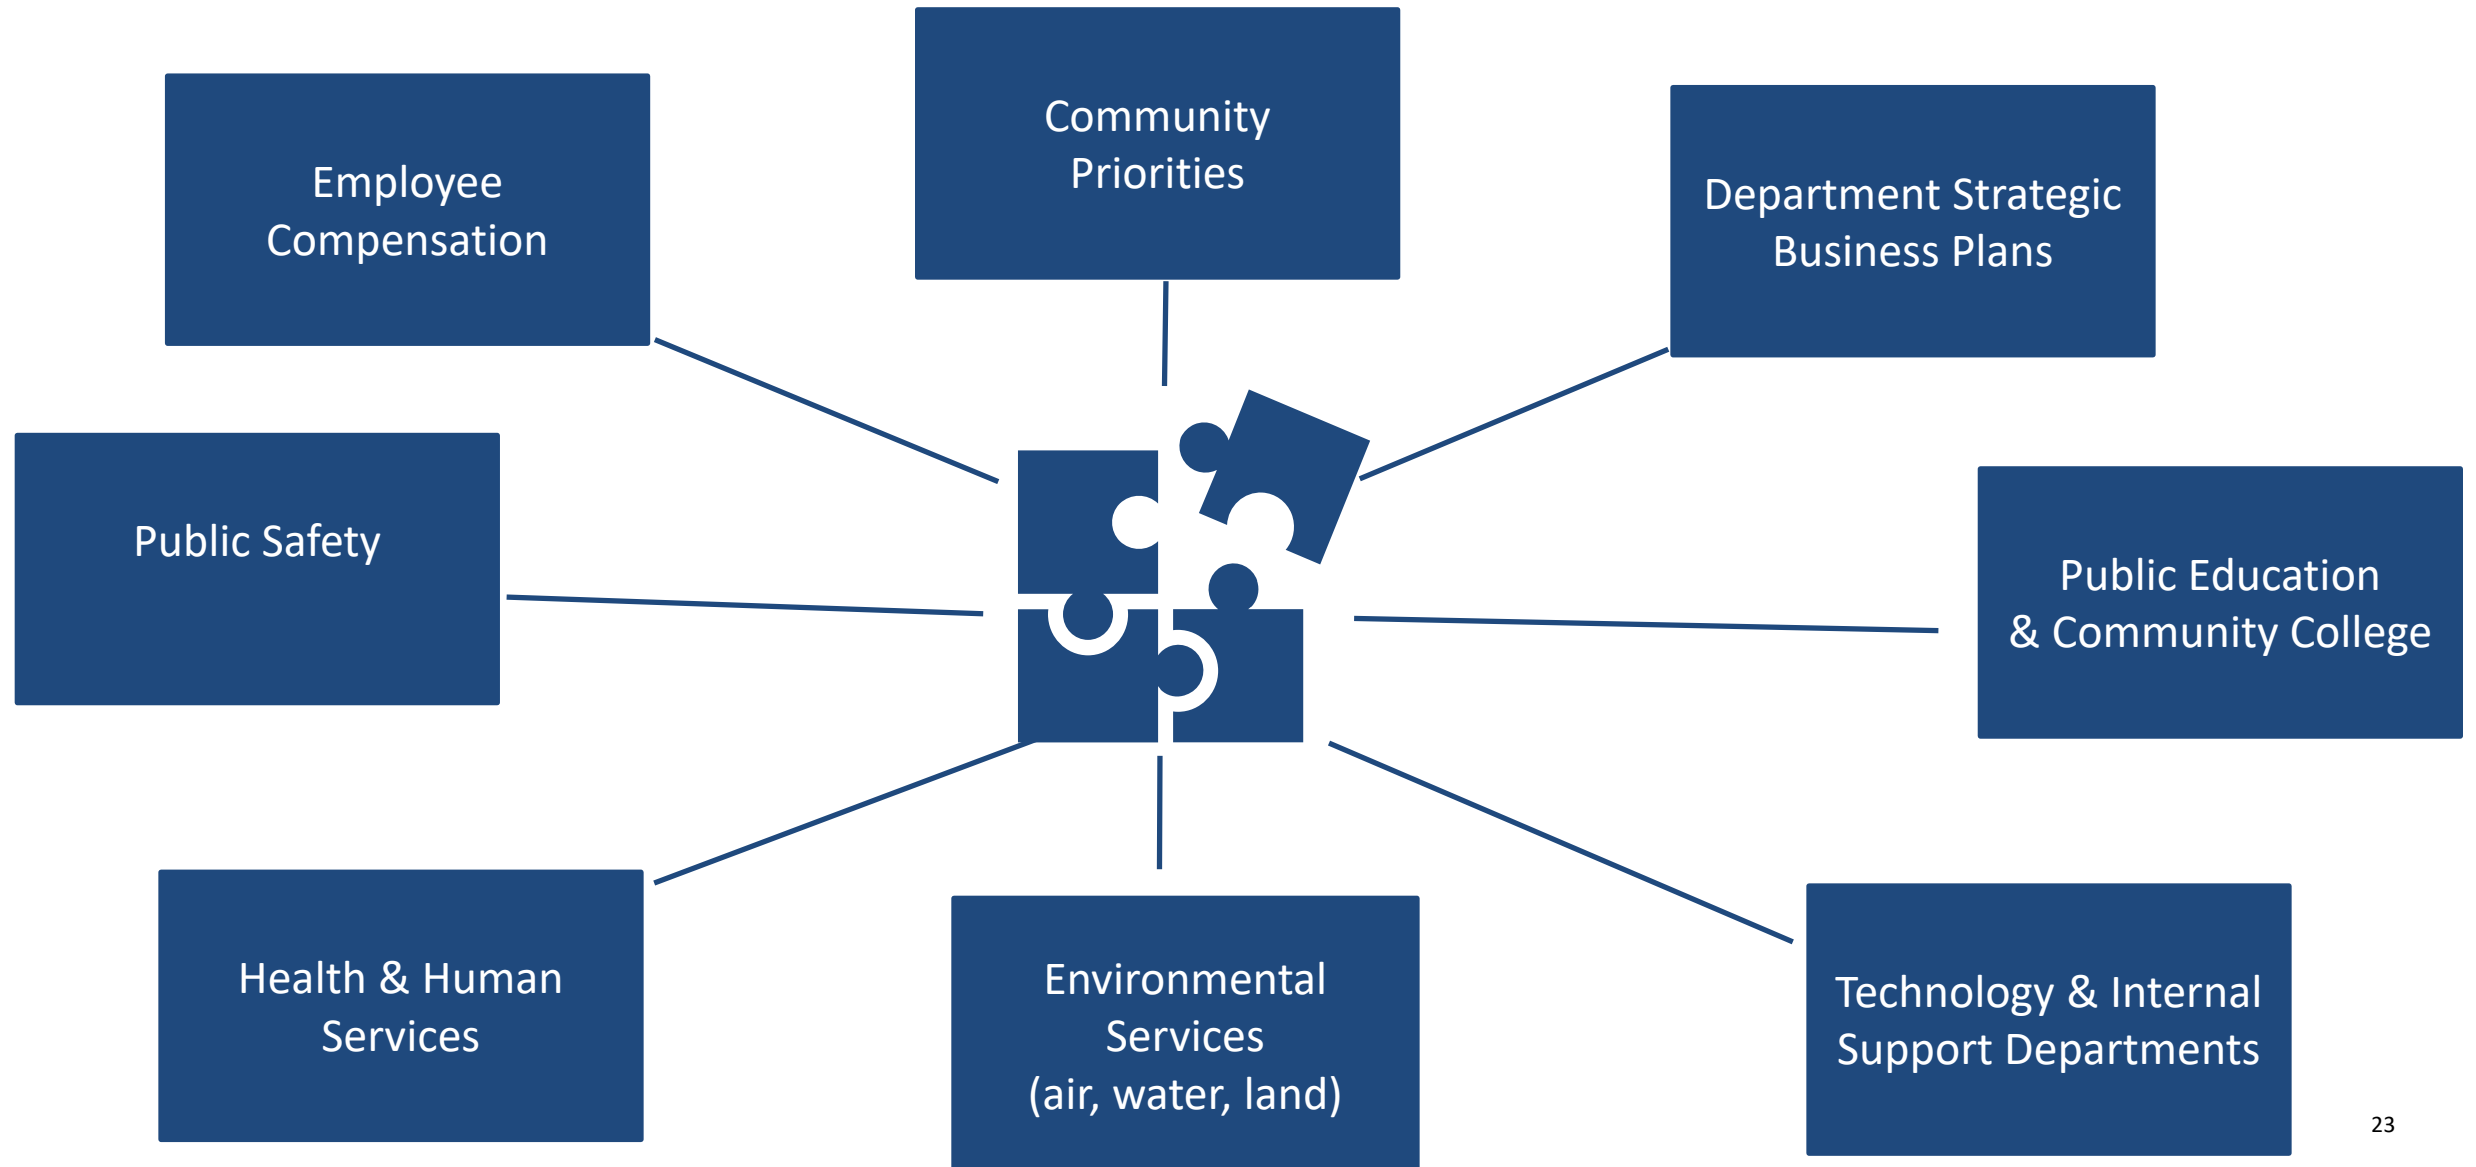 Community
Priorities
Employee
Compensation
Department Strategic
Business Plans
Public Safety
Public Education
& Community College
Health & Human
Services
Environmental
Services
(air, water, land)
Technology & Internal
Support Departments
23